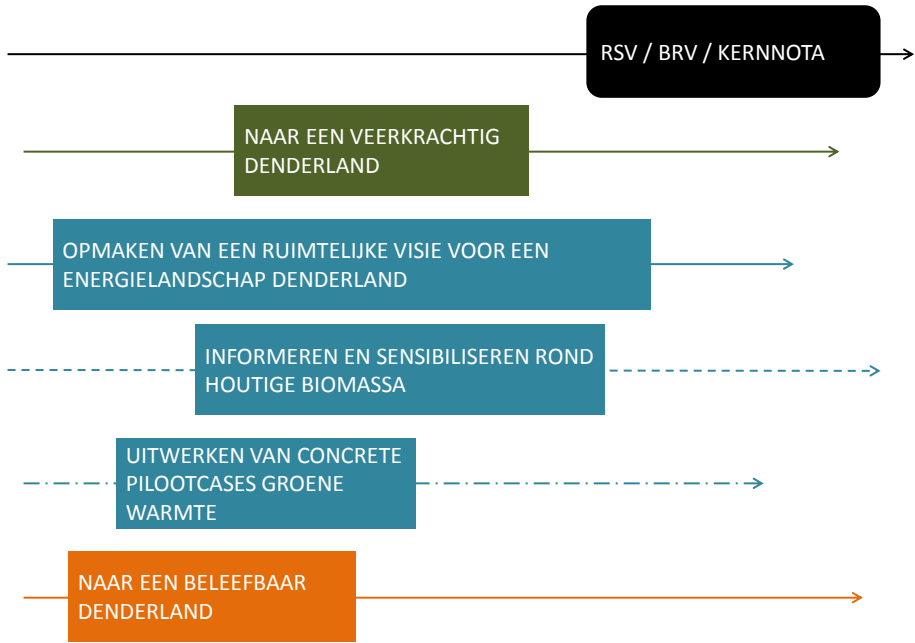 RSV / BRV / KERNNOTA
NAAR EEN VEERKRACHTIG
DENDERLAND
OPMAKEN VAN EEN RUIMTELIJKE VISIE VOOR EEN
ENERGIELANDSCHAP DENDERLAND
INFORMEREN EN SENSIBILISEREN ROND
HOUTIGE BIOMASSA
UITWERKEN VAN CONCRETE
PILOOTCASES GROENE
WARMTE
NAAR EEN BELEEFBAAR
DENDERLAND